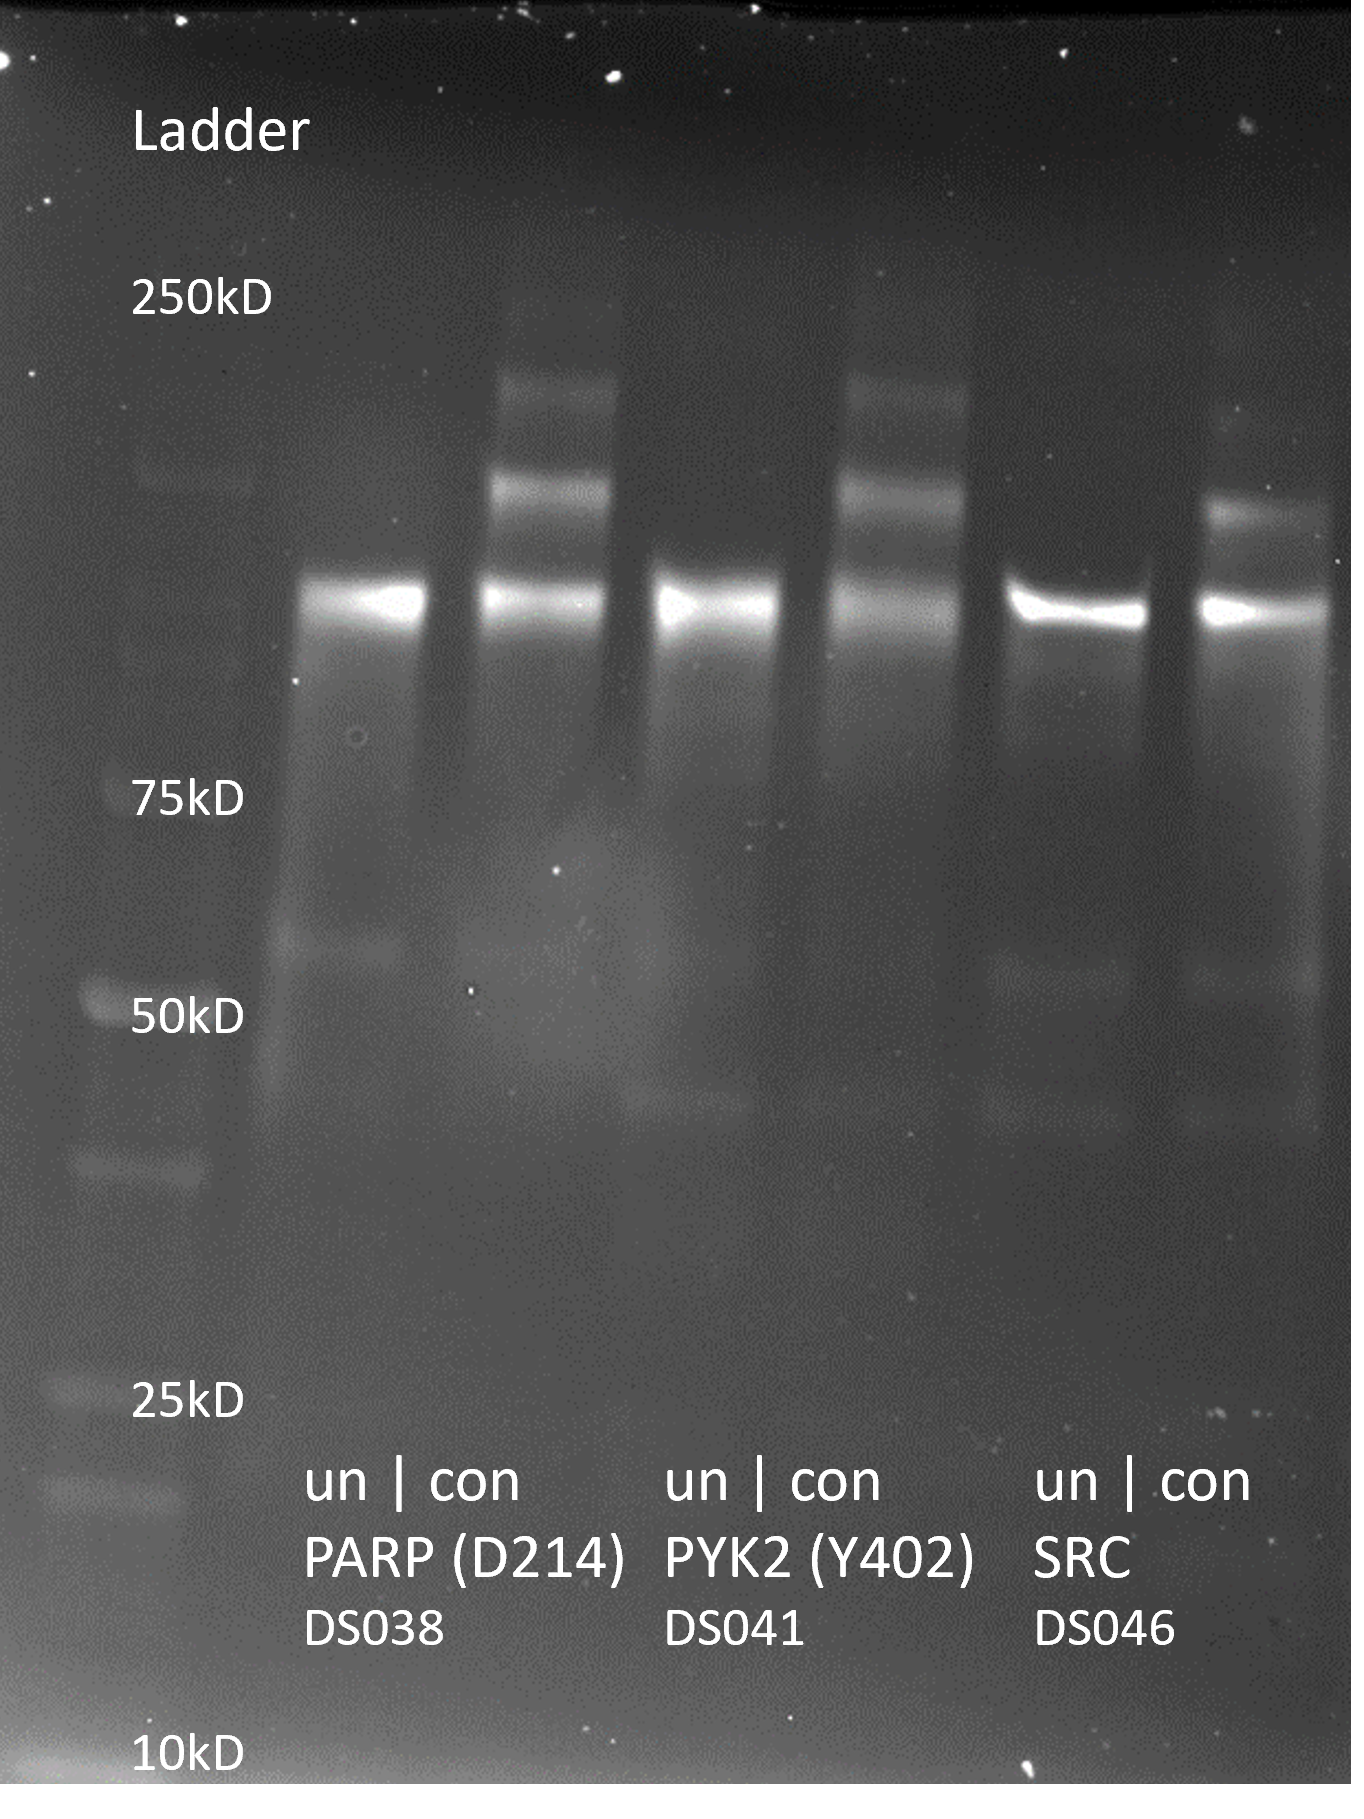 Ladder
250kD
75kD
50kD
25kD
un | con un | con un | con
PARP (D214) PYK2 (Y402) SRC
DS038 DS041 DS046
10kD